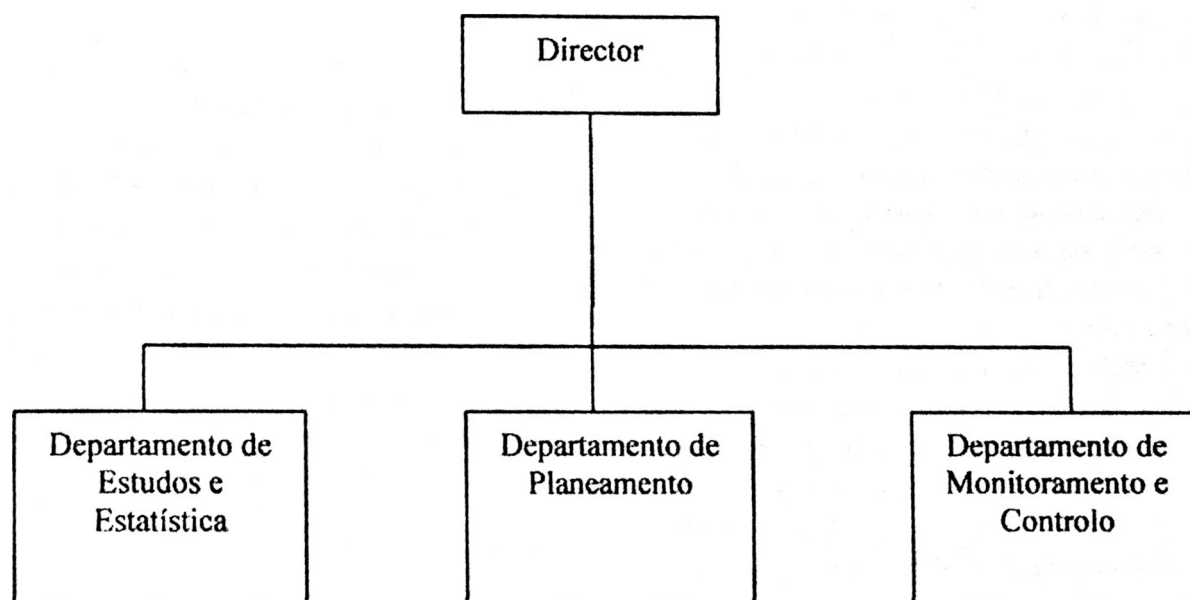 Director
Departamento de
Estudos e
Estatística
Departamento de
Planeamento
Departamento de
Monitoramento e
Controlo